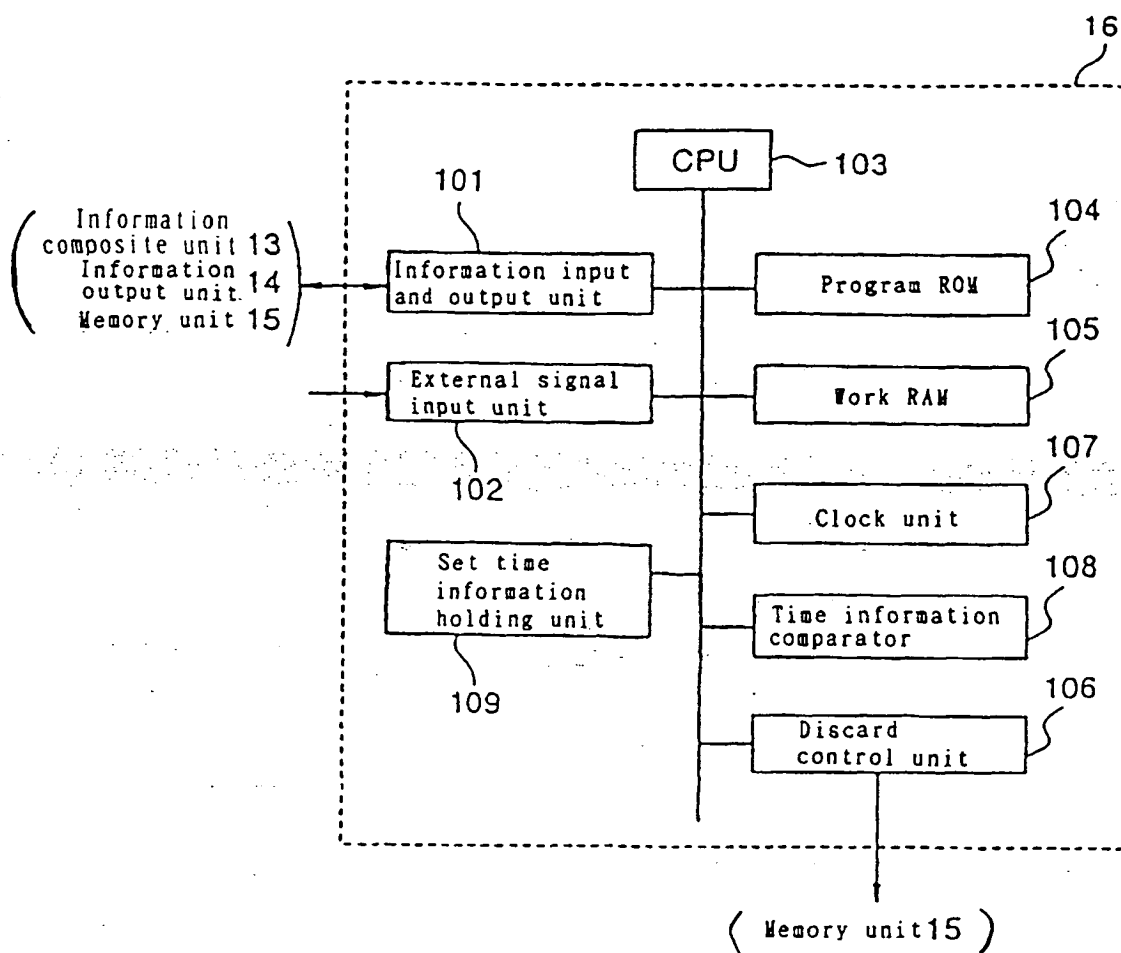 16
CPU
103
101
104
Information
composite unit 13
Information
output unit 14
Memory unit 15
Information input
and output unit
Program ROM
105
External signal
input unit
Work RAM
102
107
Clock unit
Set time
information
holding unit
108
Time information
comparator
109
106
Discard
control unit
( Memory unit 15 )